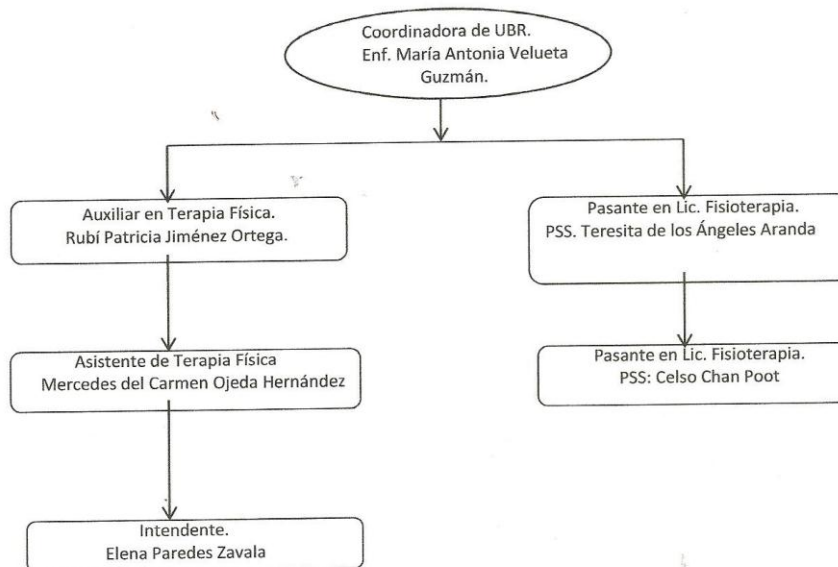 Coordinadora de UBR.
Enf. María Antonia Velueta
Guzmán.
Auxiliar en Terapia Física.
Rubí Patricia Jiménez Ortega.
Pasante en Lic. Fisioterapia.
PSS. Teresita de los Ángeles Aranda
Asistente de Terapia Física
Mercedes del Carmen Ojeda Hernández
Pasante en Lic. Fisioterapia.
PSS: Celso Chan Poot
Intendente.
Elena Paredes Zavala